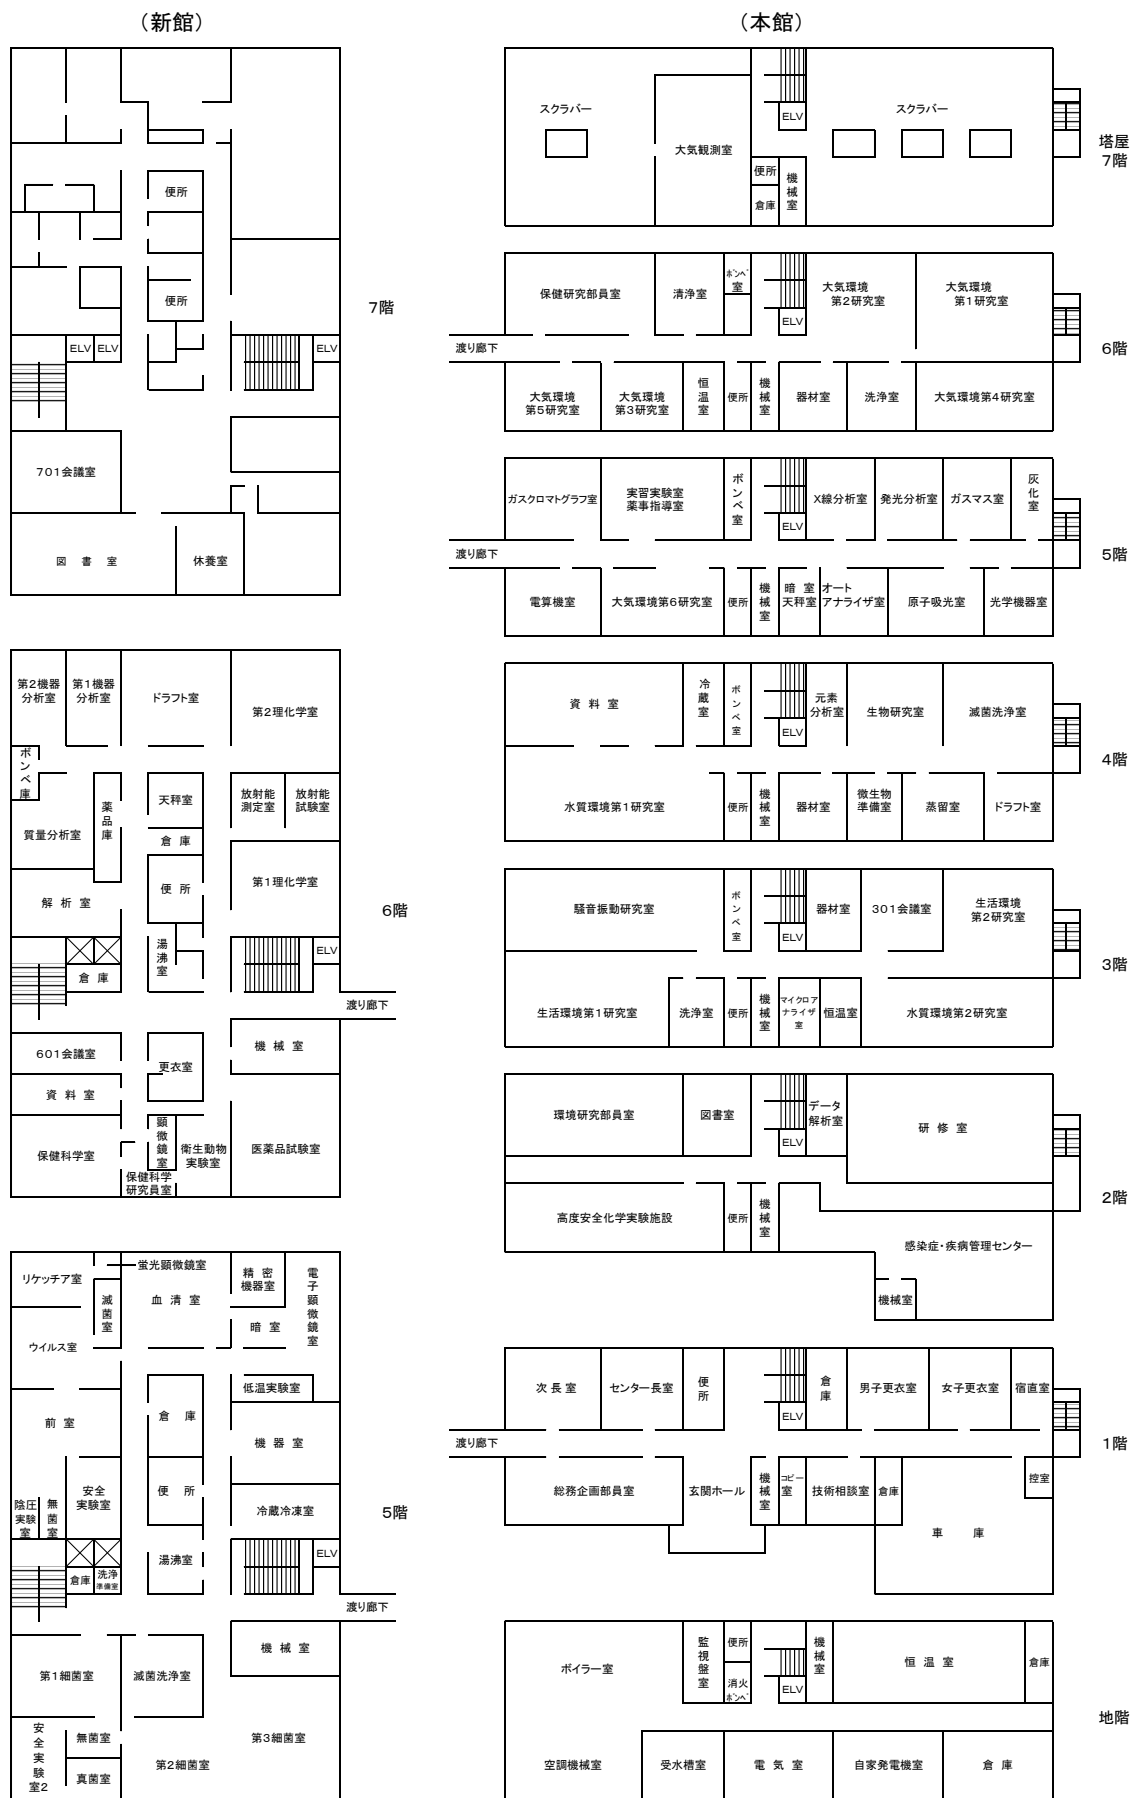 （新館）
便所
便所
ELV
ELV
ELV
701会議室
図書室
休養室
7階
第2機器
分析室
第1機器
分析室
ドラフト室
第2理化学室
ボンベ庫
薬品庫
天秤室
放射能
測定室
放射能
試験室
質量分析室
倉庫
解析室
便所
第1理化学室
湯沸室
ELV
倉庫
渡り廊下
601会議室
更衣室
機械室
資料室
保健科学室
顕微鏡室
衛生動物
実験室
医薬品試験室
保健科学
研究員室
6階
リケッチア室
蛍光顕微鏡室
滅菌室
血清室
精密
機器室
電子顕微鏡室
ウイルス室
暗室
低温実験室
前室
倉庫
機器室
陰圧
実験
室
無菌室
安全
実験室
便所
冷蔵冷凍室
湯沸室
ELV
倉庫
洗浄
準備室
渡り廊下
機械室
第1細菌室
滅菌洗浄室
安全実験室2
無菌室
真菌室
第2細菌室
第3細菌室
5階
（本館）
スクラバー
大気観測室
ELV
便所
倉庫
機械室
スクラバー
塔屋
7階
保健研究部員室
清浄室
ボンベ
室
ELV
大気環境
第2研究室
大気環境
第1研究室
渡り廊下
大気環境
第5研究室
大気環境
第3研究室
恒温室
便所
機械室
器材室
洗浄室
大気環境第4研究室
6階
ガスクロマトグラフ室
実習実験室
薬事指導室
ボンベ室
ELV
X線分析室
発光分析室
ガスマス室
灰化室
渡り廊下
電算機室
大気環境第6研究室
便所
機械室
暗室
天秤室
オート
アナライザ室
原子吸光室
光学機器室
5階
資料室
冷蔵室
ボンベ室
ELV
元素
分析室
生物研究室
滅菌洗浄室
水質環境第1研究室
便所
機械室
器材室
微生物
準備室
蒸留室
ドラフト室
4階
騒音振動研究室
ボンベ室
ELV
器材室
301会議室
生活環境
第2研究室
生活環境第1研究室
洗浄室
便所
機械室
マイクロア
ナライザ
室
恒温室
水質環境第2研究室
3階
環境研究部員室
図書室
ELV
データ
解析室
研修室
高度安全化学実験施設
便所
機械室
感染症・疾病管理センター
機械室
2階
次長室
センター長室
便所
ELV
倉庫
男子更衣室
女子更衣室
宿直室
渡り廊下
総務企画部員室
玄関ホール
機械室
コピー
室
技術相談室
倉庫
車庫
控室
1階
ボイラー室
監視盤室
便所
消火
ボンベ
ELV
機械室
恒温室
倉庫
空調機械室
受水槽室
電気室
自家発電機室
倉庫
地階